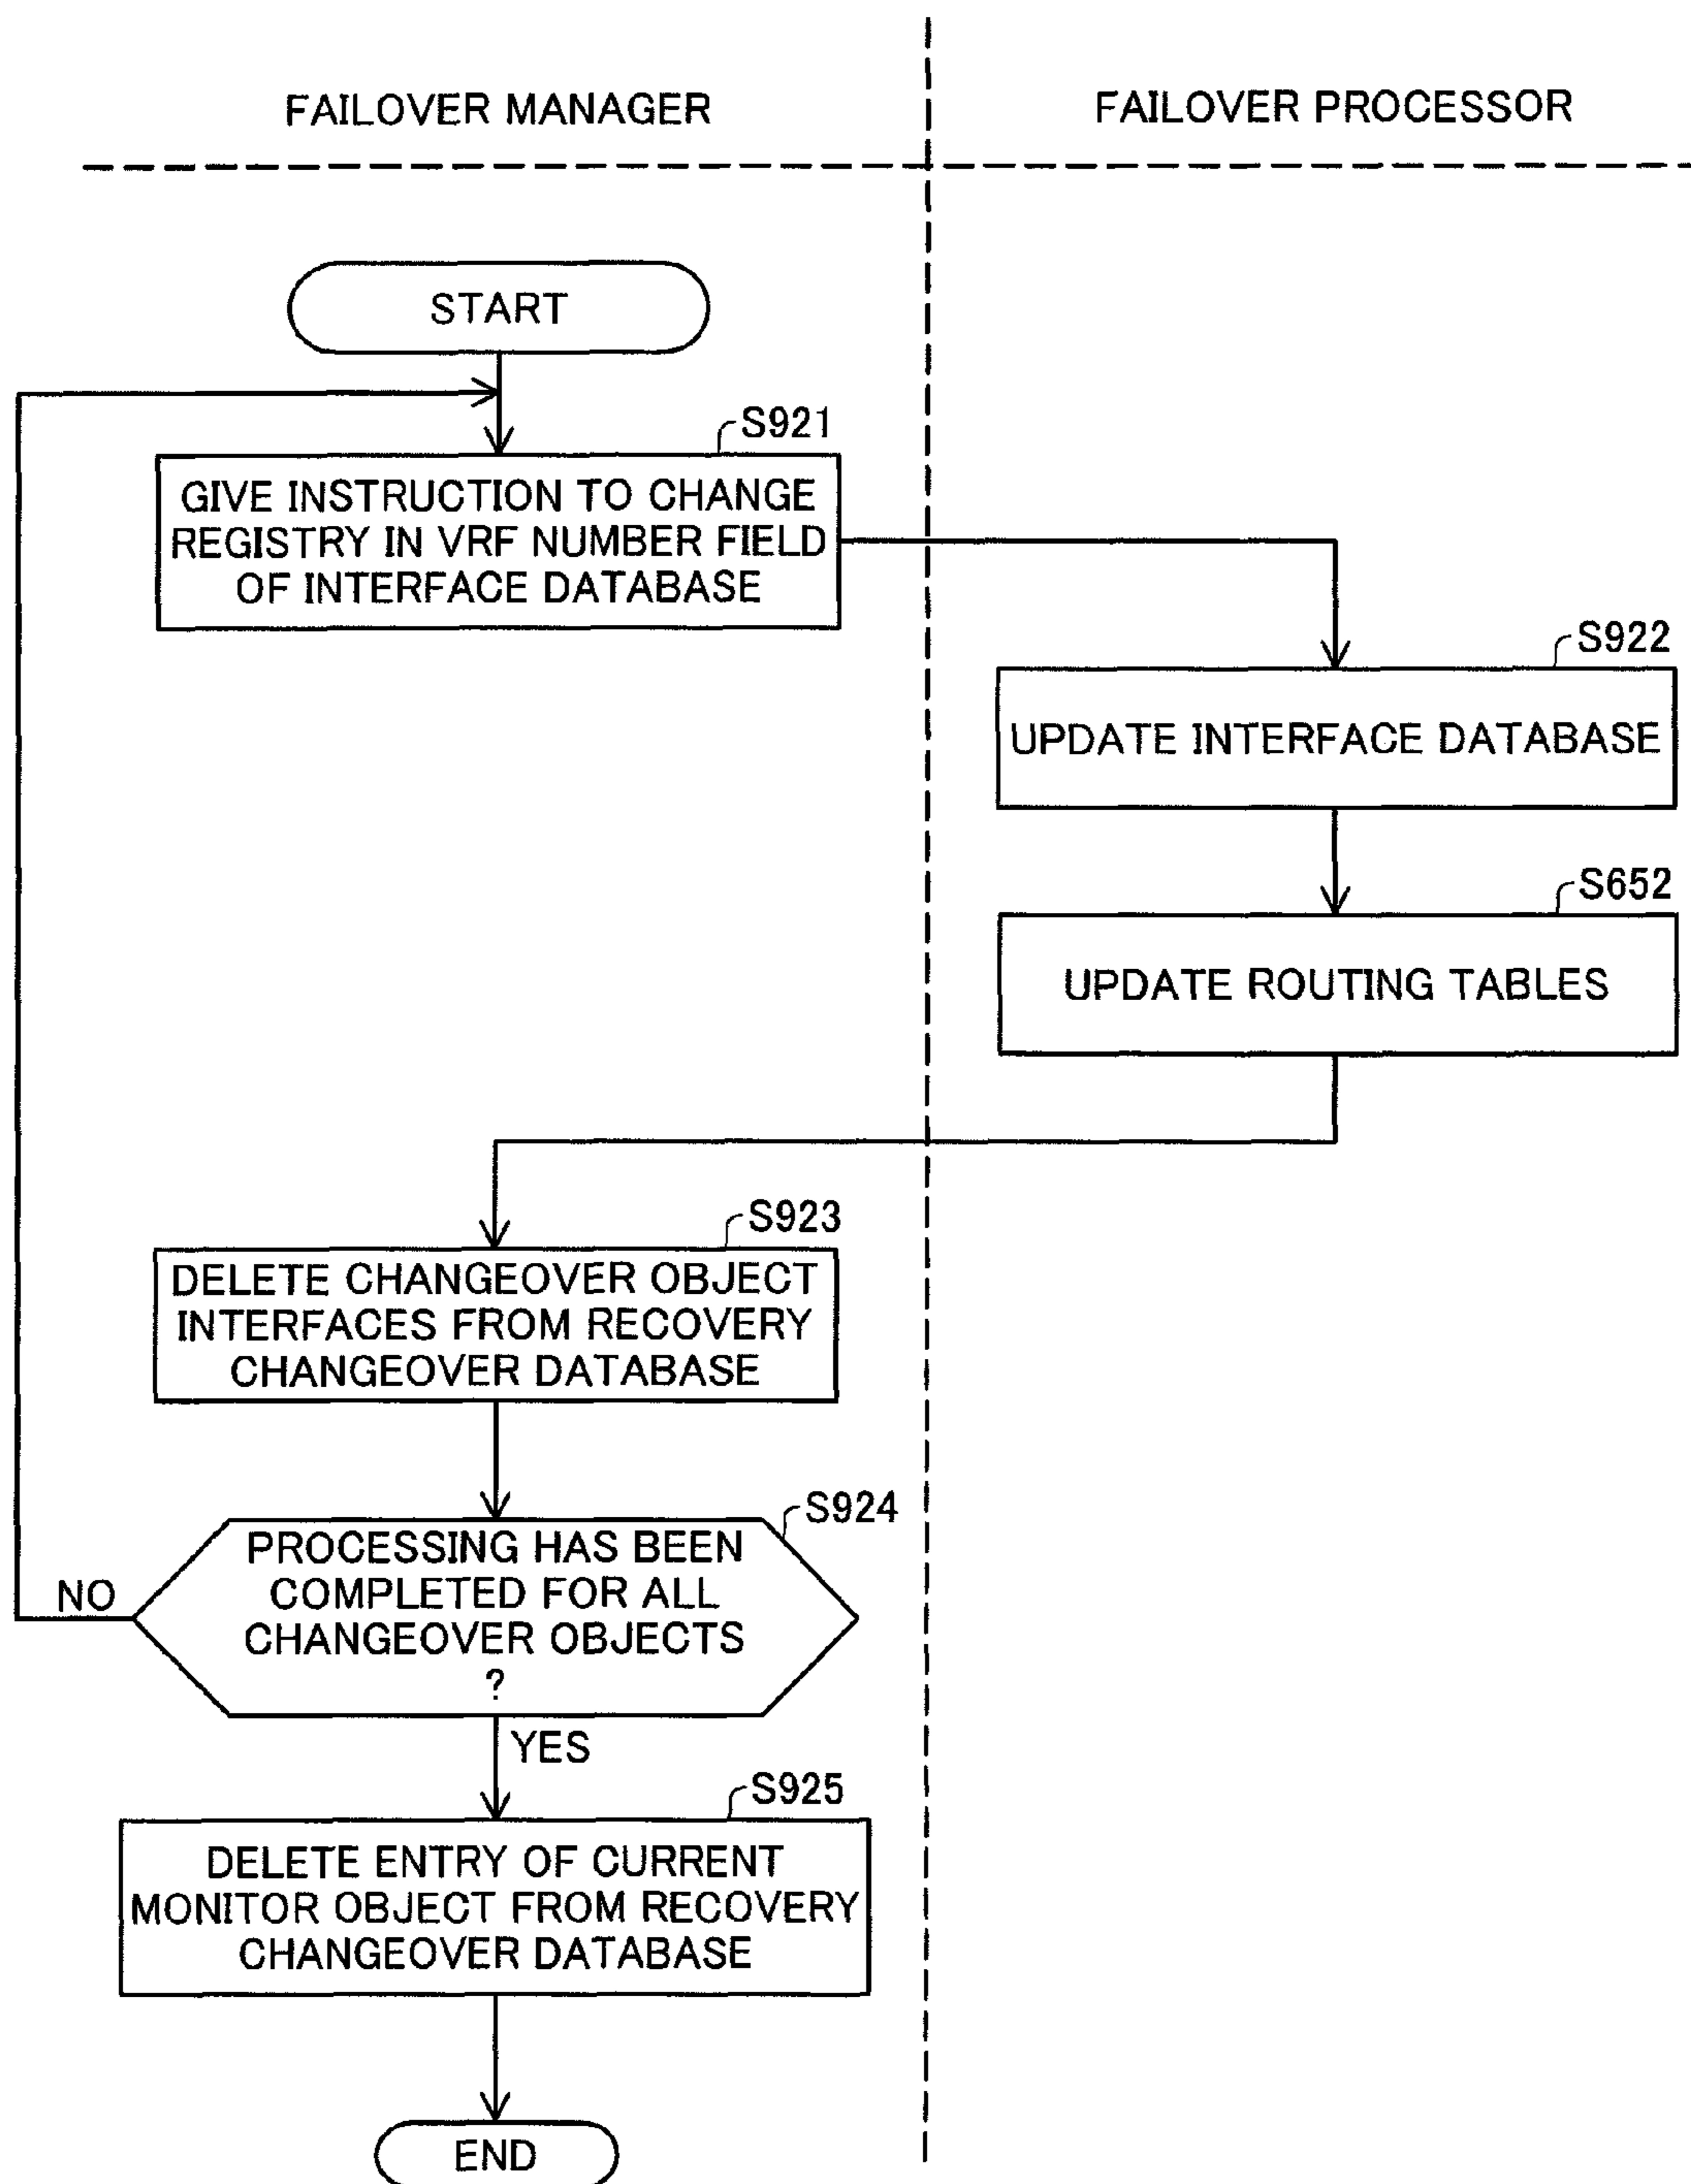 FAILOVER MANAGER
FAILOVER PROCESSOR
START
S921
GIVE INSTRUCTION TO CHANGE
REGISTRY IN VRF NUMBER FIELD
OF INTERFACE DATABASE
S922
UPDATE INTERFACE DATABASE
S652
UPDATE ROUTING TABLES
S923
DELETE CHANGEOVER OBJECT
INTERFACES FROM RECOVERY
CHANGEOVER DATABASE
S924
PROCESSING HAS BEEN
COMPLETED FOR ALL
CHANGEOVER OBJECTS
?
NO
YES
S925
DELETE ENTRY OF CURRENT
MONITOR OBJECT FROM RECOVERY
CHANGEOVER DATABASE
END